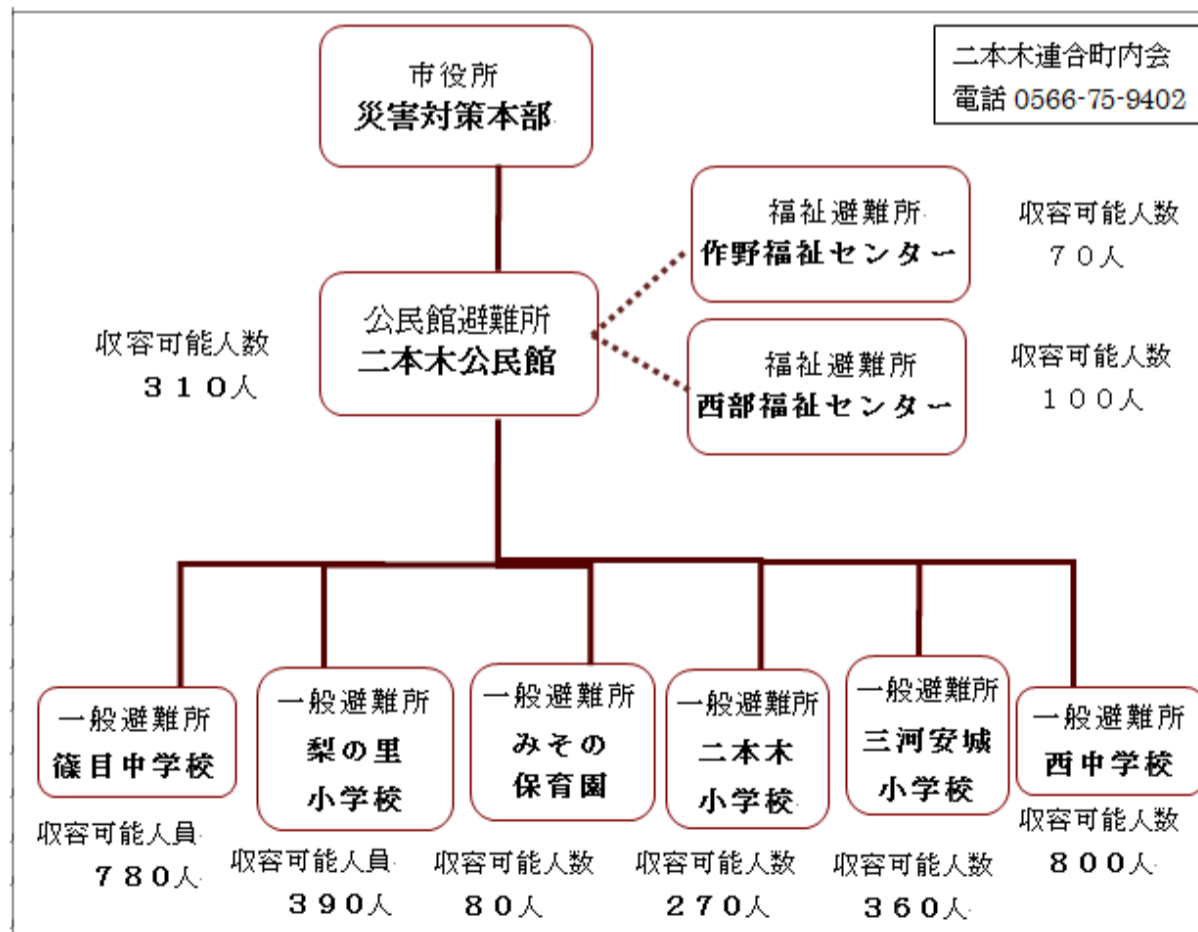 市役所
災害対策本部
二本木連合町内会
電話 0566-75-9402
福祉避難所
作野福祉センター
収容可能人数
７０人
公民館避難所
二本木公民館
収容可能人数
３１０人
福祉避難所
西部福祉センター
収容可能人数
１００人
一般避難所
篠目中学校
収容可能人員
７８０人
一般避難所
梨の里
小学校
収容可能人員
３９０人
一般避難所
みその
保育園
収容可能人数
８０人
一般避難所
二本木
小学校
収容可能人数
２７０人
一般避難所
三河安城
小学校
収容可能人数
３６０人
一般避難所
西中学校
収容可能人数
８００人